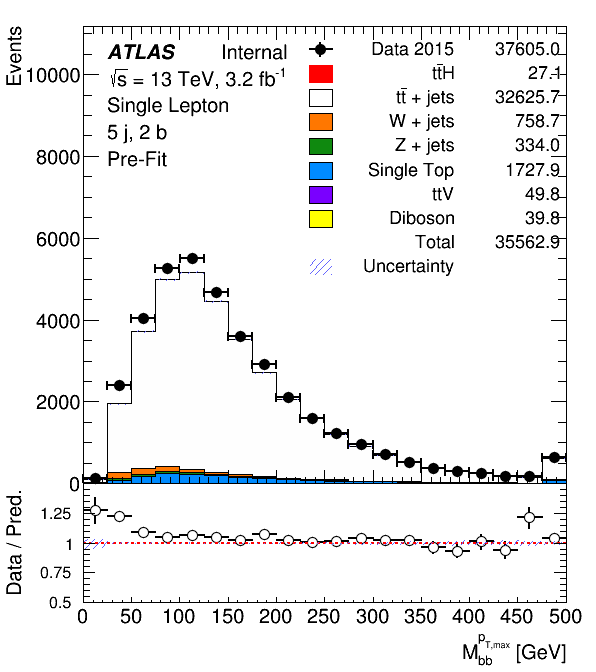 Events
10000
8000
6000
4000
2000
0
ATLAS Internal
√s = 13 TeV, 3.2 fb-1
Single Lepton
5 j, 2 b
Pre-Fit
Data 2015 37605.0
tt̄H 27.1
tt̄ + jets 32625.7
W + jets 758.7
Z + jets 334.0
Single Top 1727.9
ttV 49.8
Diboson 39.8
Total 35562.9
Uncertainty
Data / Pred.
1.25
1
0.75
0.5
0 50 100 150 200 250 300 350 400 450 500
M_bb^pT,max [GeV]